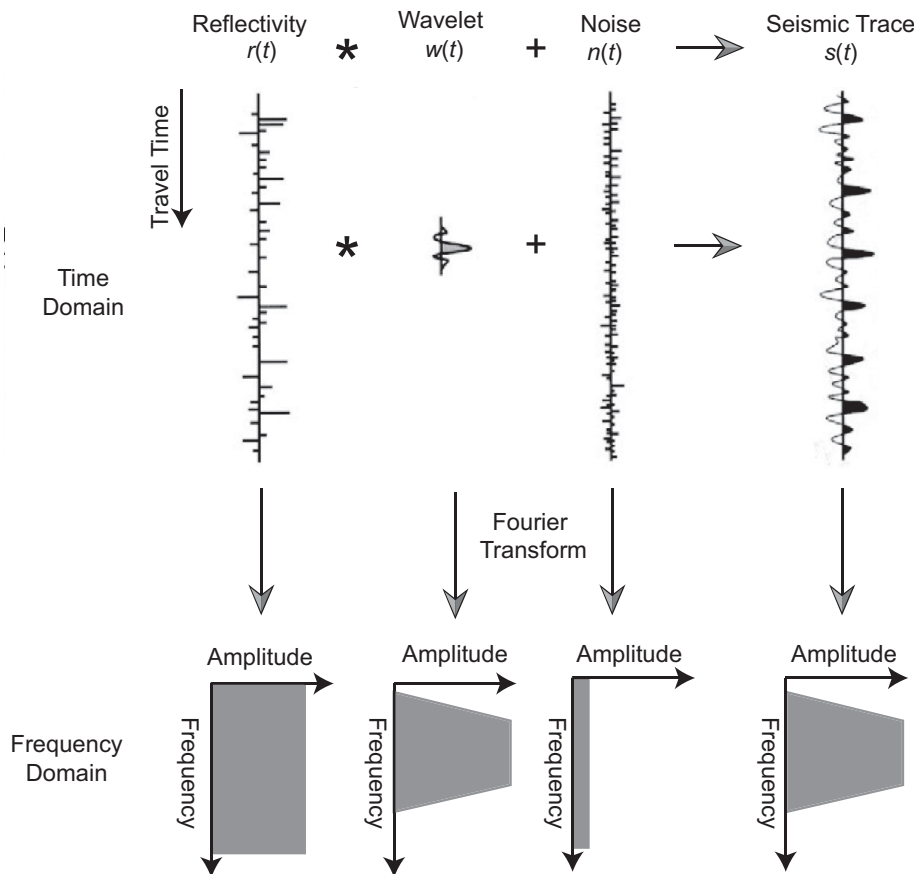 Reflectivity * Wavelet + Noise Seismic Trace
r(t) w(t) n(t) s(t)
Travel Time
* +
Time
Domain
Fourier
Transform
Amplitude Amplitude Amplitude Amplitude
Frequency Frequency Frequency Frequency
Frequency
Domain